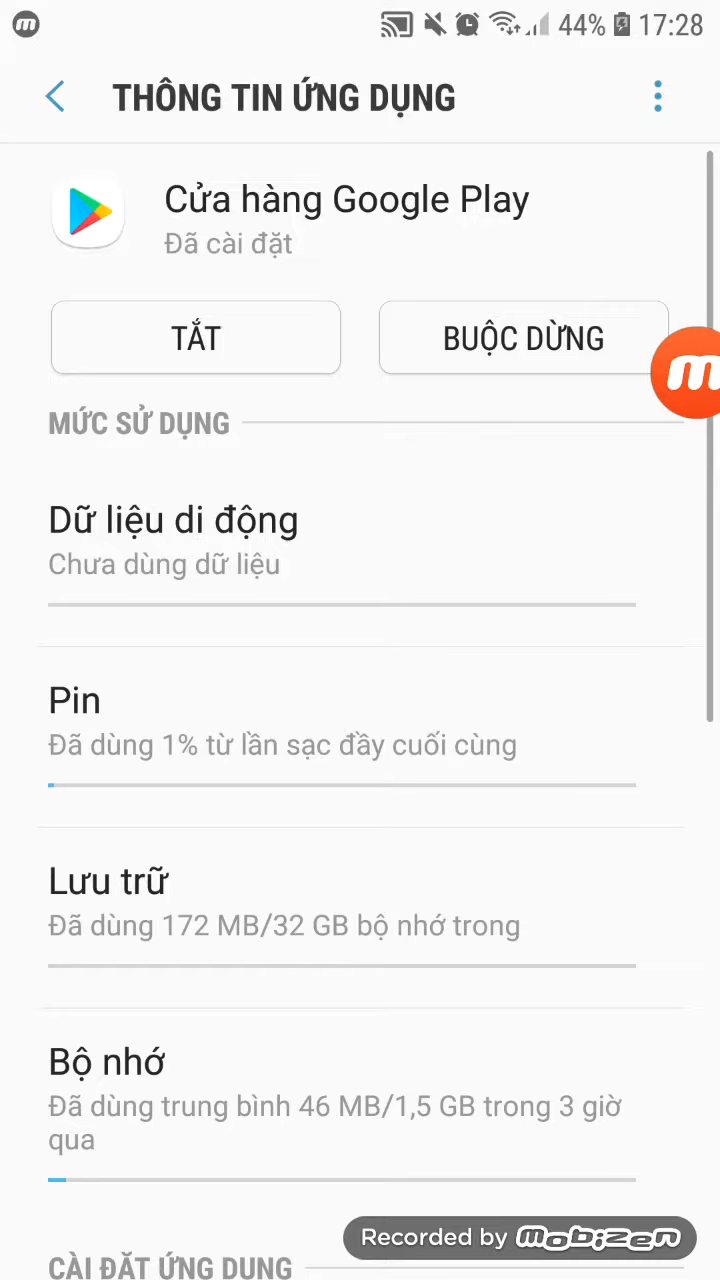 m 44% 17:28
THÔNG TIN ỨNG DỤNG
Cửa hàng Google Play
Đã cài đặt
TẮT BUỘC DỪNG
m
MỨC SỬ DỤNG
Dữ liệu di động
Chưa dùng dữ liệu
Pin
Đã dùng 1% từ lần sạc đầy cuối cùng
Lưu trữ
Đã dùng 172 MB/32 GB bộ nhớ trong
Bộ nhớ
Đã dùng trung bình 46 MB/1,5 GB trong 3 giờ
qua
Recorded by mobizen
CÀI ĐẶT ỨNG DỤNG